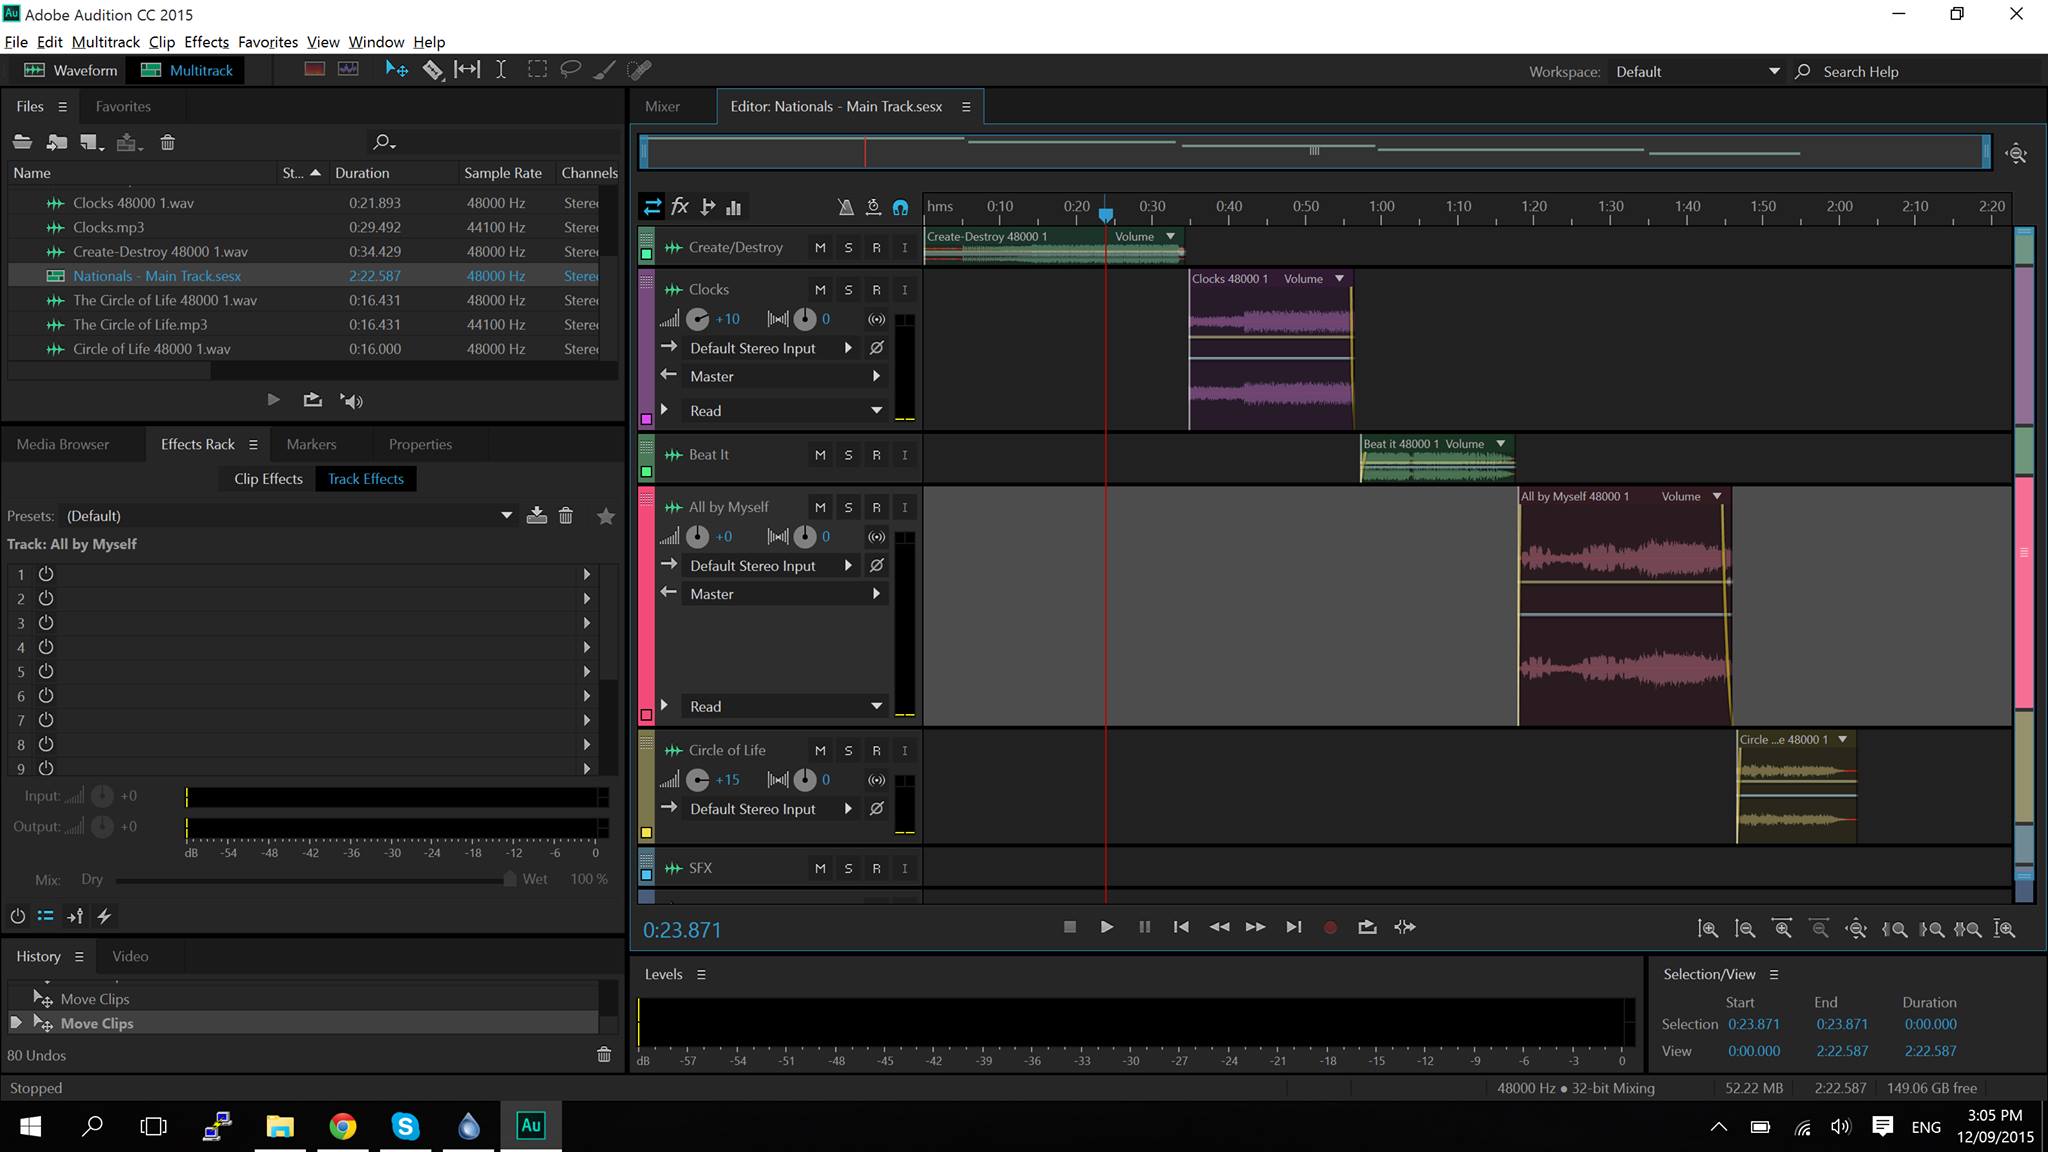 Au Adobe Audition CC 2015
File Edit Multitrack Clip Effects Favorites View Window Help
Waveform Multitrack Workspace: Default Search Help
Files Favorites
Name St... Duration Sample Rate Channels
Clocks 48000 1.wav 0:21.893 48000 Hz Stereo
Clocks.mp3 0:29.492 44100 Hz Stereo
Create-Destroy 48000 1.wav 0:34.429 48000 Hz Stereo
Nationals - Main Track.sesx 2:22.587 48000 Hz Stereo
The Circle of Life 48000 1.wav 0:16.431 48000 Hz Stereo
The Circle of Life.mp3 0:16.431 44100 Hz Stereo
Circle of Life 48000 1.wav 0:16.000 48000 Hz Stereo
Media Browser Effects Rack Markers Properties
Clip Effects Track Effects
Presets: (Default)
Track: All by Myself
1
2
3
4
5
6
7
8
9
Input: +0
Output: +0
dB -54 -48 -42 -36 -30 -24 -18 -12 -6 0
Mix: Dry Wet 100 %
History Video
Move Clips
Move Clips
80 Undos
Stopped
Mixer Editor: Nationals - Main Track.sesx
fx hms 0:10 0:20 0:30 0:40 0:50 1:00 1:10 1:20 1:30 1:40 1:50 2:00 2:10 2:20
Create/Destroy M S R I
Create-Destroy 48000 1 Volume
Clocks M S R I
+10 0
Default Stereo Input
Master
Read
Clocks 48000 1 Volume
Beat It M S R I
Beat it 48000 1 Volume
All by Myself M S R I
+0 0
Default Stereo Input
Master
Read
All by Myself 48000 1 Volume
Circle of Life M S R I
+15 0
Default Stereo Input
Circle ...e 48000 1
SFX M S R I
0:23.871
Levels
dB -57 -54 -51 -48 -45 -42 -39 -36 -33 -30 -27 -24 -21 -18 -15 -12 -9 -6 -3 0
Selection/View
Start End Duration
Selection 0:23.871 0:23.871 0:00.000
View 0:00.000 2:22.587 2:22.587
48000 Hz ● 32-bit Mixing 52.22 MB 2:22.587 149.06 GB free
S Au ENG 3:05 PM
12/09/2015